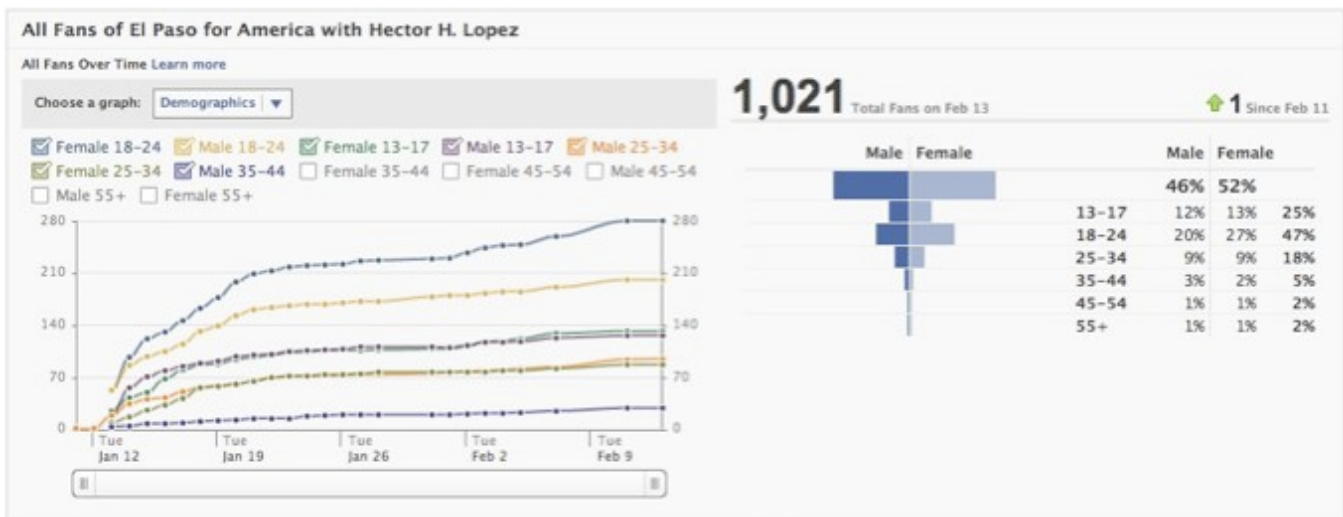 All Fans of El Paso for America with Hector H. Lopez
All Fans Over Time Learn more
Choose a graph: Demographics
Female 18-24 Male 18-24 Female 13-17 Male 13-17 Male 25-34
Female 25-34 Male 35-44 Female 35-44 Female 45-54 Male 45-54
Male 55+ Female 55+
280 280
210 210
140 140
70 70
0 0
Tue Tue Tue Tue Tue
Jan 12 Jan 19 Jan 26 Feb 2 Feb 9
1,021 Total Fans on Feb 13 1 Since Feb 11
Male Female Male Female
46% 52%
13-17 12% 13% 25%
18-24 20% 27% 47%
25-34 9% 9% 18%
35-44 3% 2% 5%
45-54 1% 1% 2%
55+ 1% 1% 2%